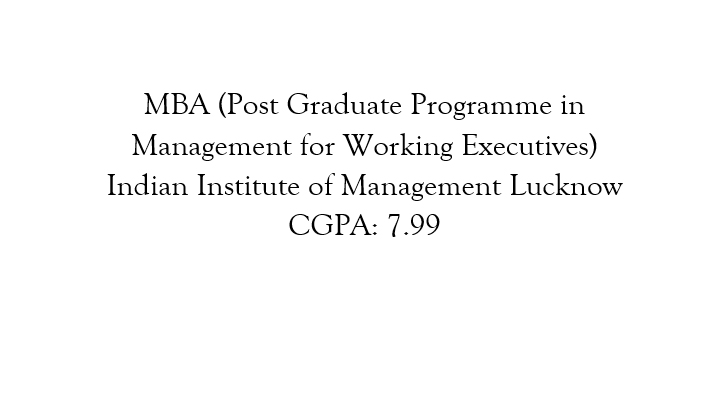 MBA (Post Graduate Programme in
Management for Working Executives)
Indian Institute of Management Lucknow
CGPA: 7.99